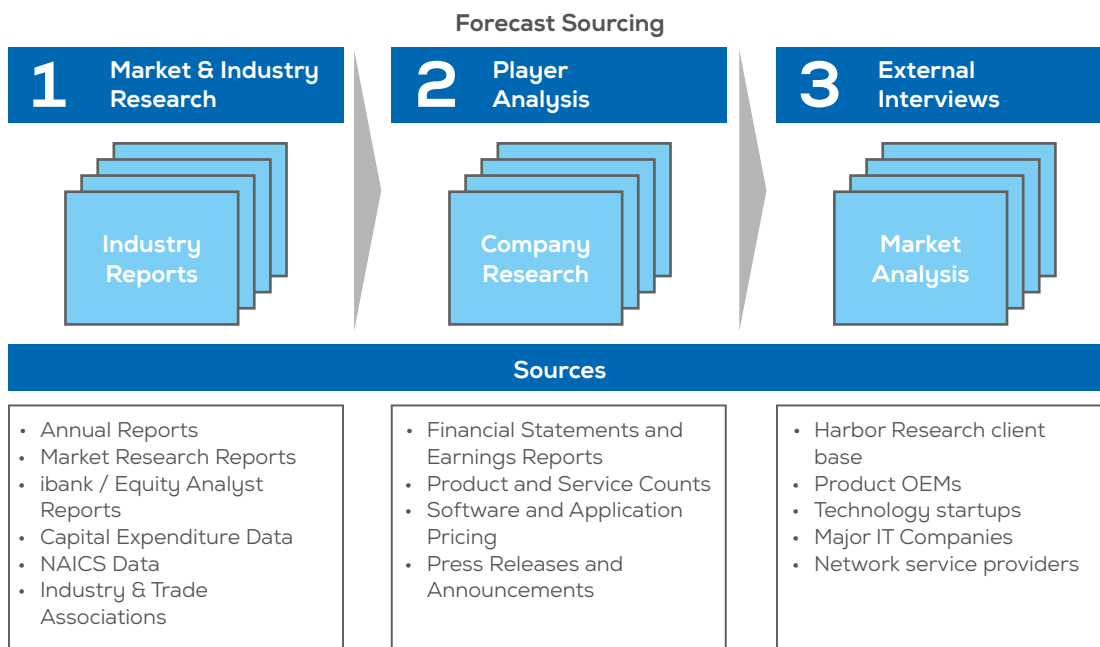 Forecast Sourcing
1 Market & Industry
Research
2 Player
Analysis
3 External
Interviews
Industry
Reports
Company
Research
Market
Analysis
Sources
• Annual Reports
• Market Research Reports
• ibank / Equity Analyst
Reports
• Capital Expenditure Data
• NAICS Data
• Industry & Trade
Associations
• Financial Statements and
Earnings Reports
• Product and Service Counts
• Software and Application
Pricing
• Press Releases and
Announcements
• Harbor Research client
base
• Product OEMs
• Technology startups
• Major IT Companies
• Network service providers